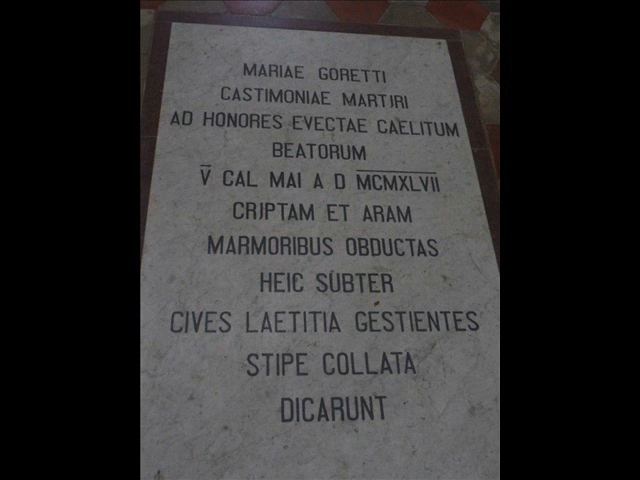 MARIAE GORETTI
CASTIMONIAE MARTIRI
AD HONORES EVECTAE CAELITUM
BEATORUM
V̅ CAL MAI A D M̅C̅M̅X̅L̅V̅I̅I̅
CRIPTAM ET ARAM
MARMORIBUS OBDUCTAS
HEIC SUBTER
CIVES LAETITIA GESTIENTES
STIPE COLLATA
DICARUNT